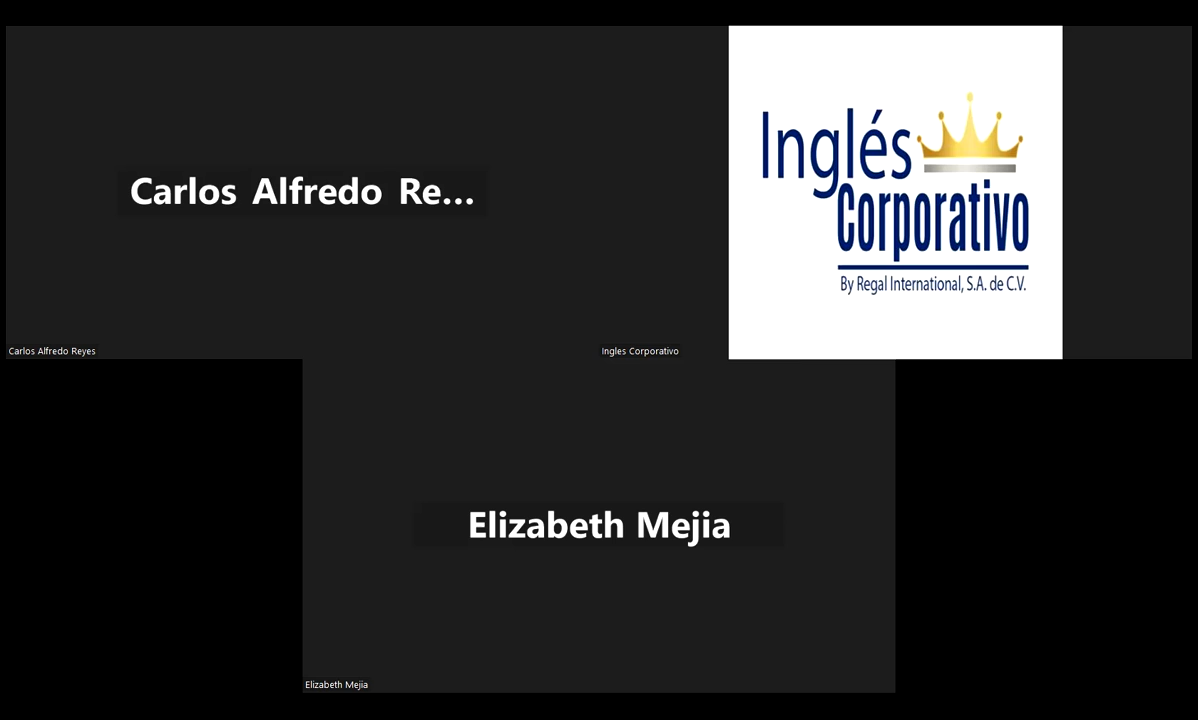 Carlos Alfredo Re...
Carlos Alfredo Reyes
Inglés
Corporativo
By Regal International, S.A. de C.V.
Ingles Corporativo
Elizabeth Mejia
Elizabeth Mejia